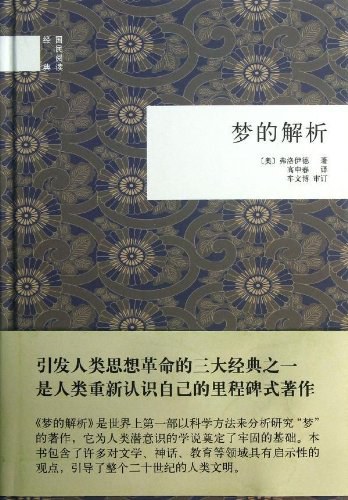 国民阅读
经典
梦的解析
〔奥〕弗洛伊德 著
高申春 译
车文博 审订
引发人类思想革命的三大经典之一
是人类重新认识自己的里程碑式著作
《梦的解析》是世界上第一部以科学方法来分析研究“梦”
的著作，它为人类潜意识的学说奠定了牢固的基础。本
书包含了许多对文学、神话、教育等领域具有启示性的观
点，引导了整个二十世纪的人类文明。